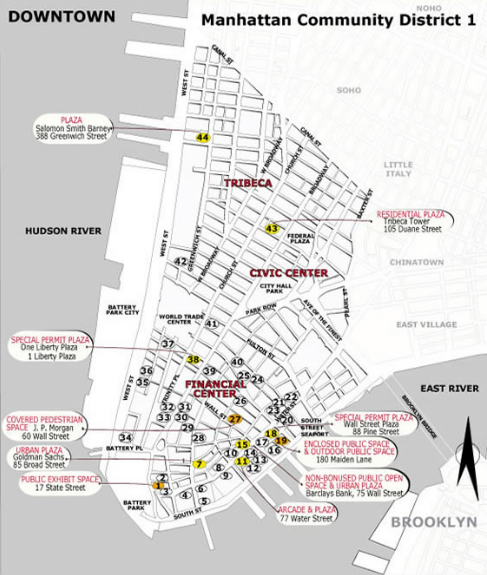 DOWNTOWN
Manhattan Community District 1
NOHO
CANAL ST
WEST ST
SOHO
PLAZA
Salomon Smith Barney
388 Greenwich Street
44
CANAL ST
W BROADWAY
CHURCH ST
BROADWAY
LITTLE
ITALY
TRIBECA
BAXTER ST
RESIDENTIAL PLAZA
Tribeca Tower
105 Duane Street
43
HUDSON RIVER
FEDERAL
PLAZA
WEST ST
GREENWICH ST
W BROADWAY
CHURCH ST
42
CHINATOWN
CIVIC CENTER
CITY HALL
PARK
PEARL ST
AVE OF THE FINEST
PARK ROW
BATTERY
PARK CITY
WORLD TRADE
CENTER
41
EAST VILLAGE
SPECIAL PERMIT PLAZA
One Liberty Plaza
1 Liberty Plaza
37
FULTON ST
38
40
36
39
25
24
35
WEST ST
TRINITY PL
FINANCIAL
CENTER
EAST RIVER
BROOKLYN BRIDGE
26
21
22
32
31
WALL ST
23
33
30
27
20
SOUTH
STREET
SEAPORT
SPECIAL PERMIT PLAZA
Wall Street Plaza
88 Pine Street
COVERED PEDESTRIAN
SPACE J. P. Morgan
60 Wall Street
29
34
28
18
19
17
15
16
ENCLOSED PUBLIC SPACE
& OUTDOOR PUBLIC SPACE
180 Maiden Lane
BATTERY PL
URBAN PLAZA
Goldman Sachs
85 Broad Street
10
14
13
7
11
12
8
9
NON-BONUSED PUBLIC OPEN
SPACE & URBAN PLAZA
Barclays Bank, 75 Wall Street
PUBLIC EXHIBIT SPACE
17 State Street
2
1
4
6
5
BATTERY
PARK
SOUTH ST
ARCADE & PLAZA
77 Water Street
BROOKLYN